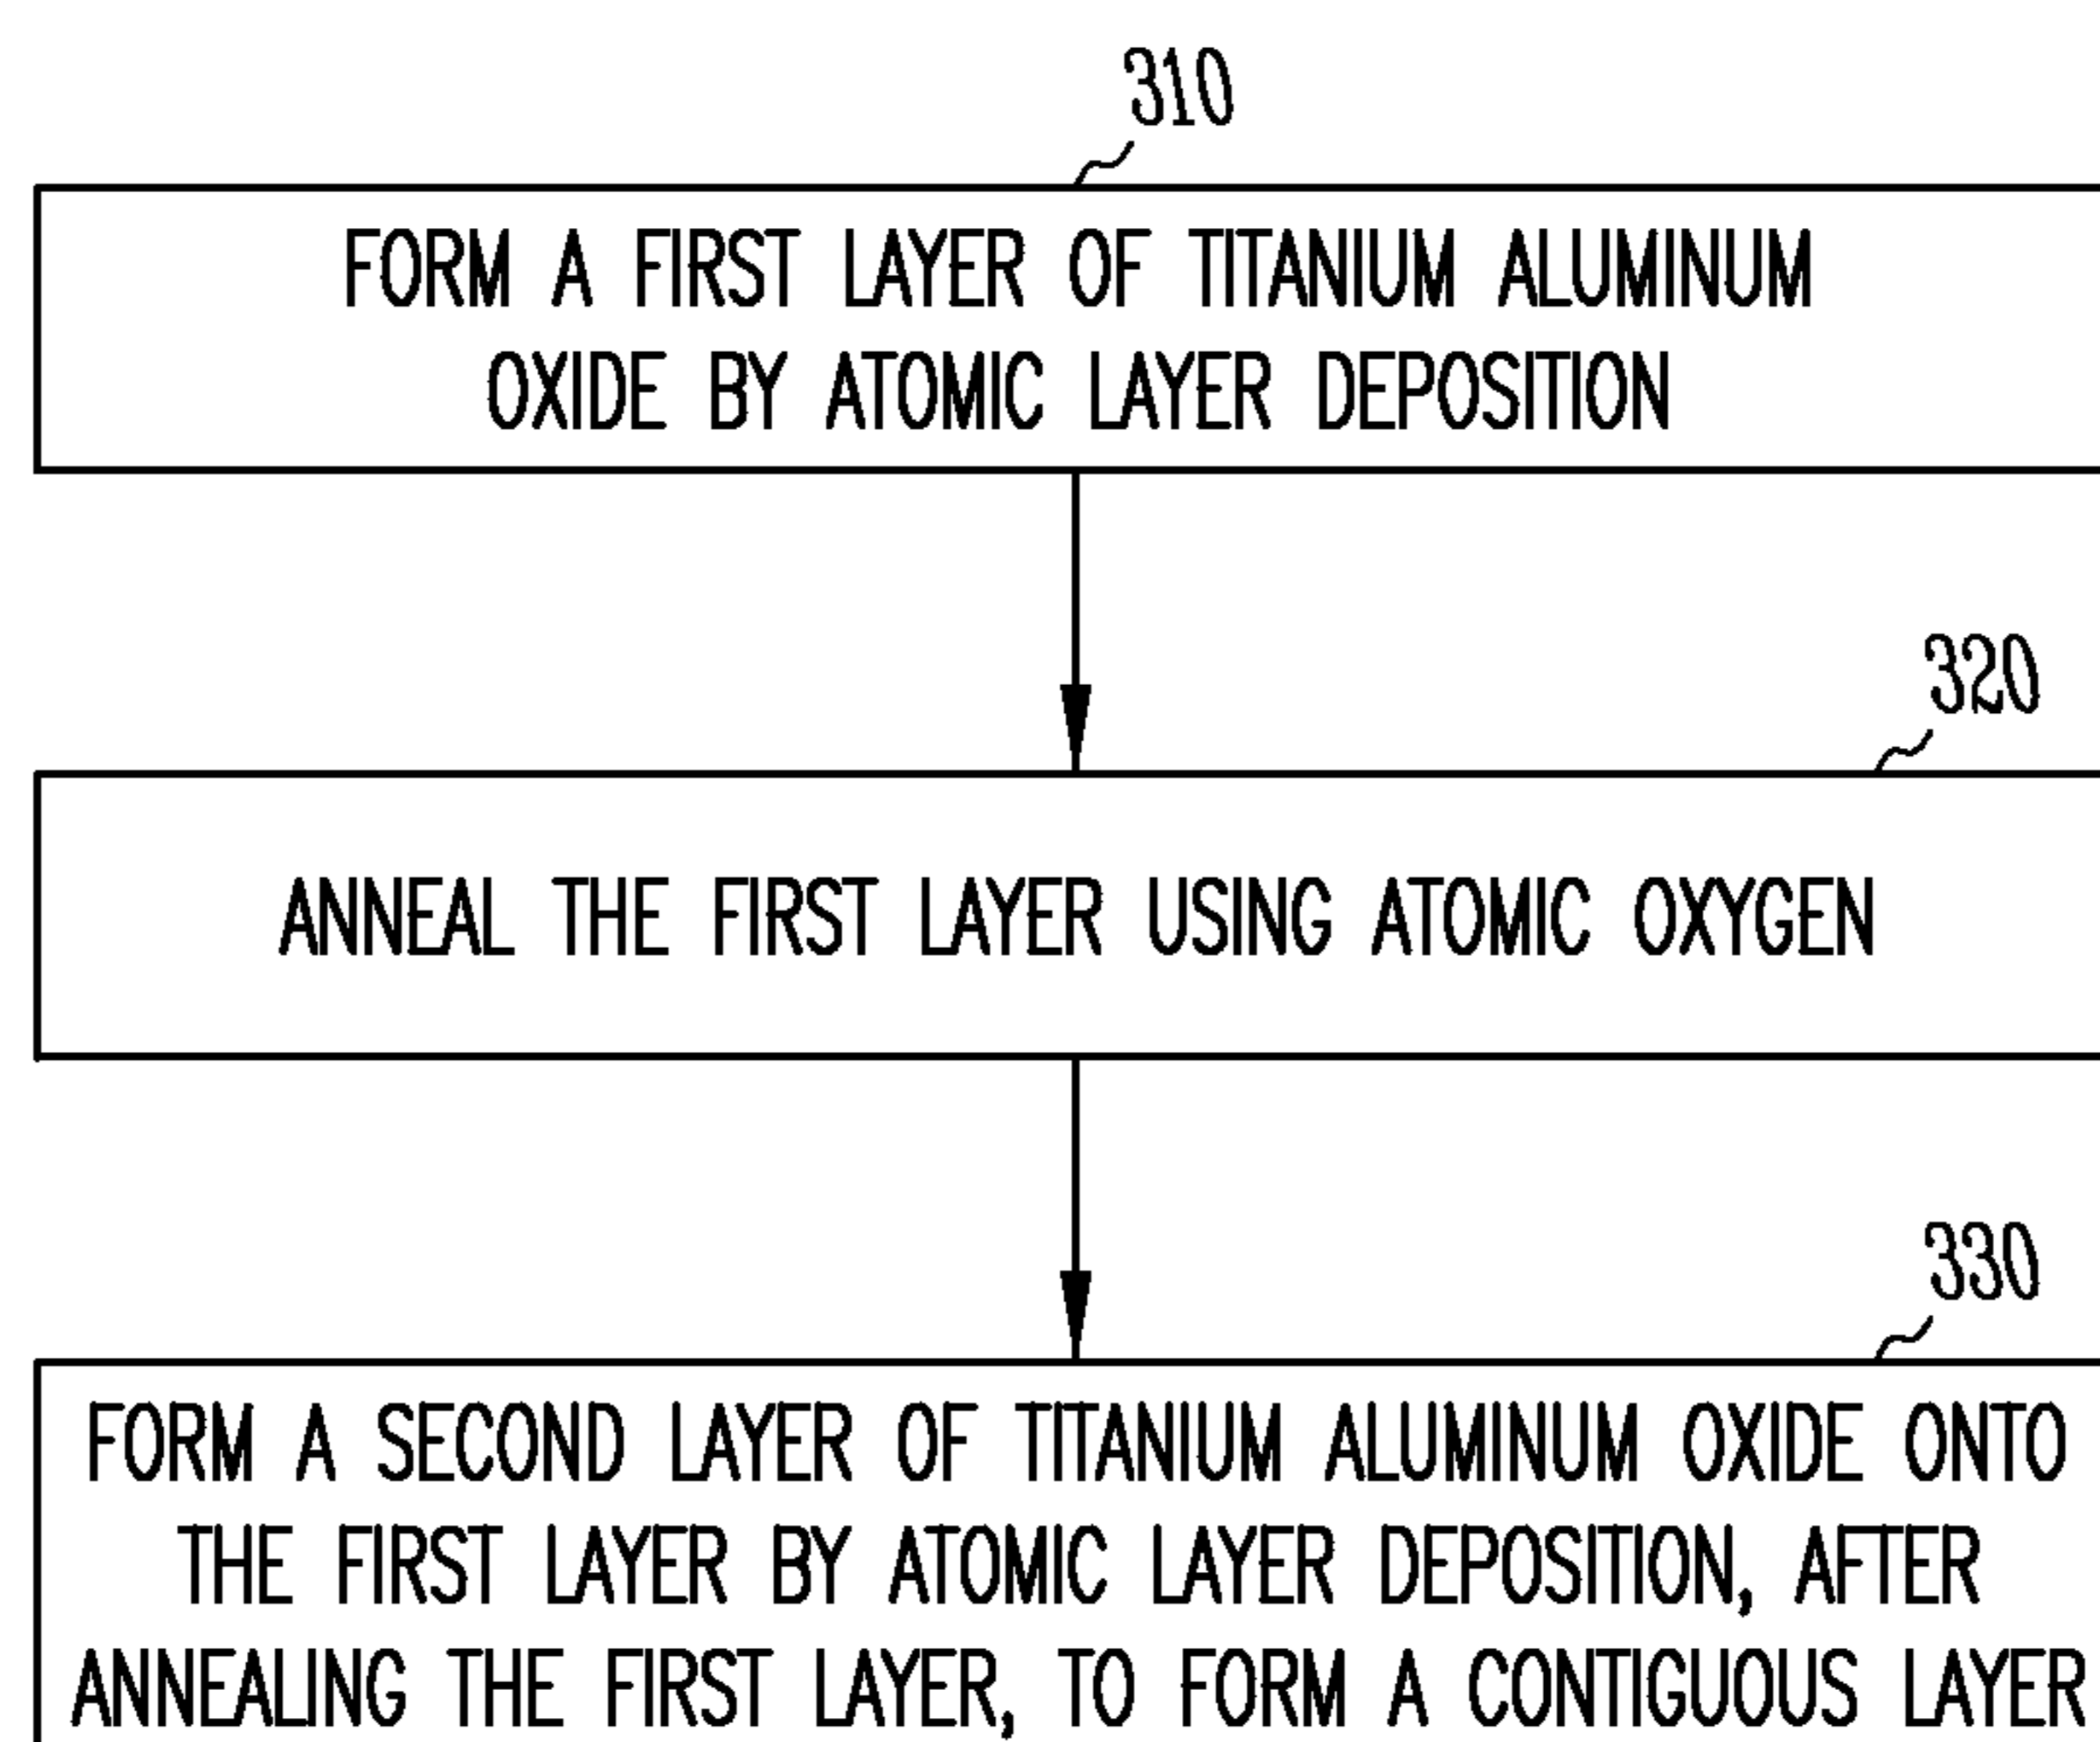 310
FORM A FIRST LAYER OF TITANIUM ALUMINUM
OXIDE BY ATOMIC LAYER DEPOSITION
320
ANNEAL THE FIRST LAYER USING ATOMIC OXYGEN
330
FORM A SECOND LAYER OF TITANIUM ALUMINUM OXIDE ONTO
THE FIRST LAYER BY ATOMIC LAYER DEPOSITION, AFTER
ANNEALING THE FIRST LAYER, TO FORM A CONTIGUOUS LAYER